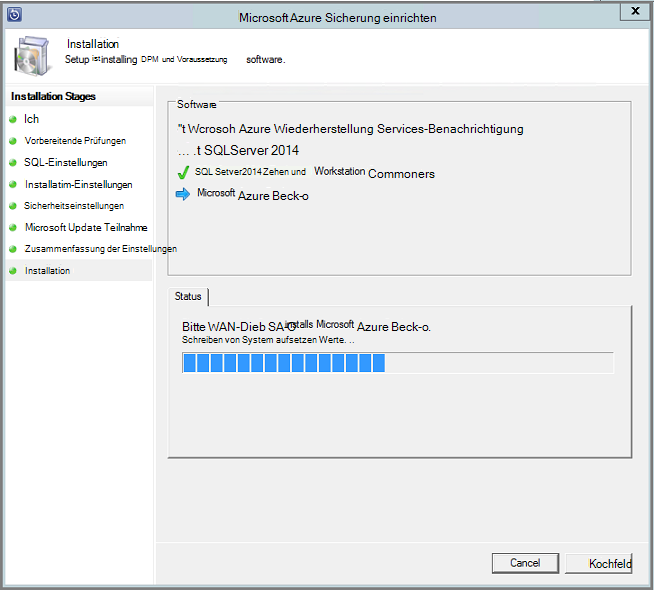 Microsoft Azure Sicherung einrichten
X
Installation
Setup ist installing DPM und Voraussetzung software.
Installation Stages
Ich
Vorbereitende Prüfungen
SQL-Einstellungen
Installatim-Einstellungen
Sicherheitseinstellungen
Microsoft Update Teilnahme
Zusammenfassung der Einstellungen
Installation
Software
"t Wcrosoh Azure Wiederherstellung Services-Benachrichtigung
... .t SQLServer 2014
SQL Setver2014 Zehen und Workstation Commoners
Microsoft Azure Beck-o
Status
Bitte WAN-Dieb SA-O installs Microsoft Azure Beck-o.
Schreiben von System aufsetzen Werte. ..
Cancel
Kochfeld